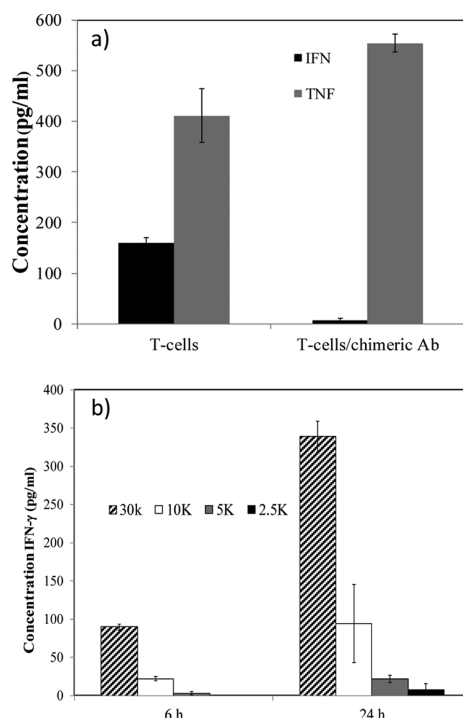 a)
Concentration(pg/ml)
600
500
400
300
200
100
0
IFN
TNF
T-cells
T-cells/chimeric Ab
b)
Concentration IFN-γ (pg/ml)
400
350
300
250
200
150
100
50
0
30k 10K 5K 2.5K
6 h 24 h